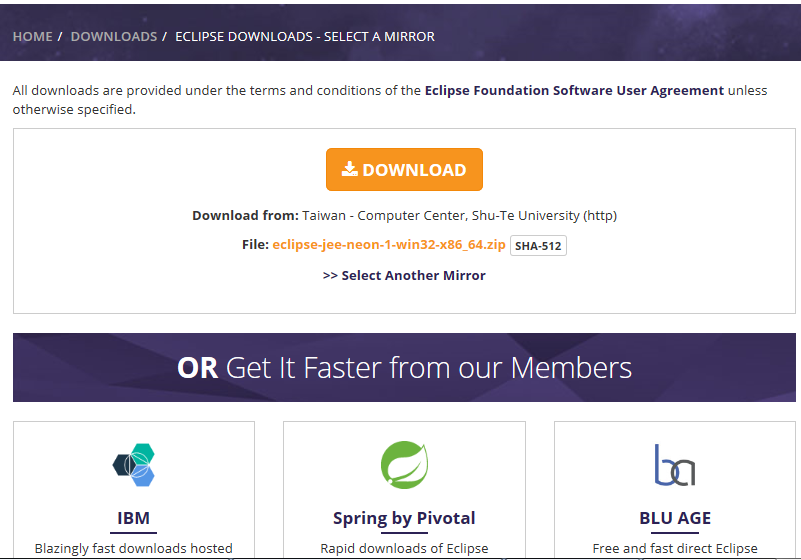 HOME / DOWNLOADS / ECLIPSE DOWNLOADS - SELECT A MIRROR
All downloads are provided under the terms and conditions of the Eclipse Foundation Software User Agreement unless
otherwise specified.
DOWNLOAD
Download from: Taiwan - Computer Center, Shu-Te University (http)
File: eclipse-jee-neon-1-win32-x86_64.zip SHA-512
>> Select Another Mirror
OR Get It Faster from our Members
ba
IBM
Blazingly fast downloads hosted
Spring by Pivotal
Rapid downloads of Eclipse
BLU AGE
Free and fast direct Eclipse